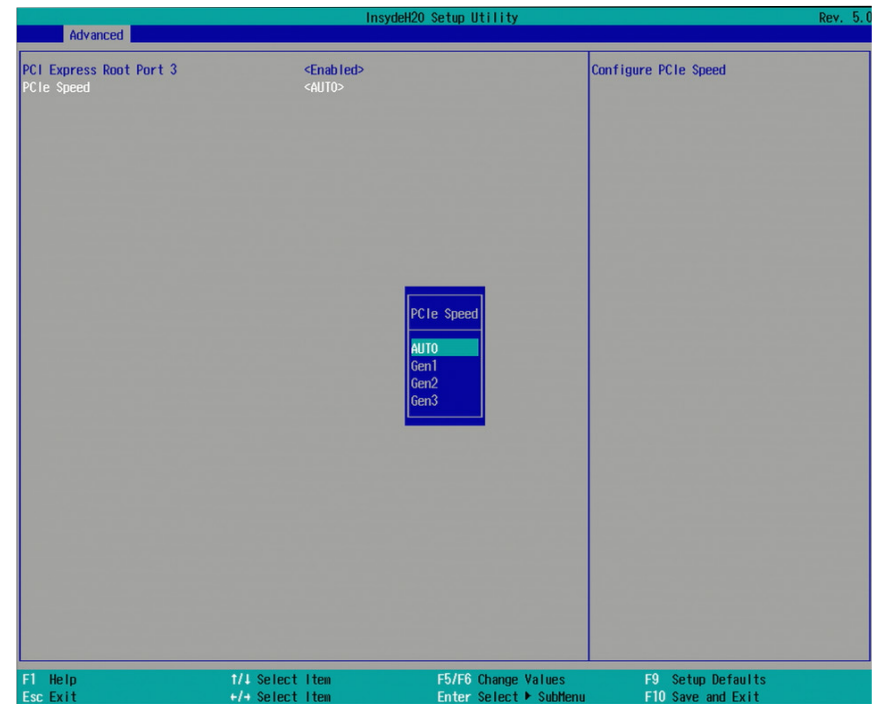 InsydeH20 Setup Utility Rev. 5.0
Advanced
PCI Express Root Port 3 <Enabled> Configure PCIe Speed
PCIe Speed <AUTO>
PCIe Speed
AUTO
Gen1
Gen2
Gen3
F1 Help ↑/↓ Select Item F5/F6 Change Values F9 Setup Defaults
Esc Exit ←/→ Select Item Enter Select ▶ SubMenu F10 Save and Exit